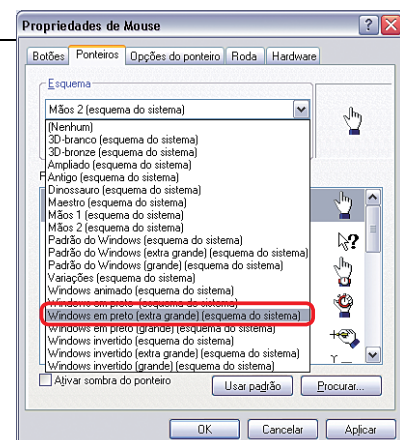 Propriedades de Mouse
Botões Ponteiros Opções do ponteiro Roda Hardware
Esquema
Mãos 2 (esquema do sistema)
(Nenhum)
3D-branco (esquema do sistema)
3D-bronze (esquema do sistema)
Ampliado (esquema do sistema)
Antigo (esquema do sistema)
Dinossauro (esquema do sistema)
Maestro (esquema do sistema)
Mãos 1 (esquema do sistema)
Mãos 2 (esquema do sistema)
Padrão do Windows (esquema do sistema)
Padrão do Windows (extra grande) (esquema do sistema)
Padrão do Windows (grande) (esquema do sistema)
Variações (esquema do sistema)
Windows animado (esquema do sistema)
Windows em preto (esquema do sistema)
Windows em preto (extra grande) (esquema do sistema)
Windows em preto (grande) (esquema do sistema)
Windows invertido (esquema do sistema)
Windows invertido (extra grande) (esquema do sistema)
Windows invertido (grande) (esquema do sistema)
Ativar sombra do ponteiro
Usar padrão
Procurar...
OK
Cancelar
Aplicar